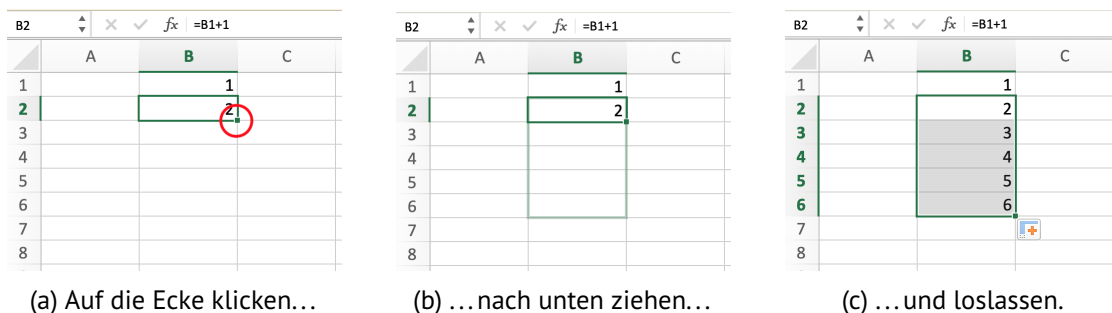 B2 fx =B1+1
A B C
1 1
2 2
3
4
5
6
7
8
(a) Auf die Ecke klicken…
B2 fx =B1+1
A B C
1 1
2 2
3
4
5
6
7
8
(b) …nach unten ziehen…
B2 fx =B1+1
A B C
1 1
2 2
3 3
4 4
5 5
6 6
7
8
(c) …und loslassen.